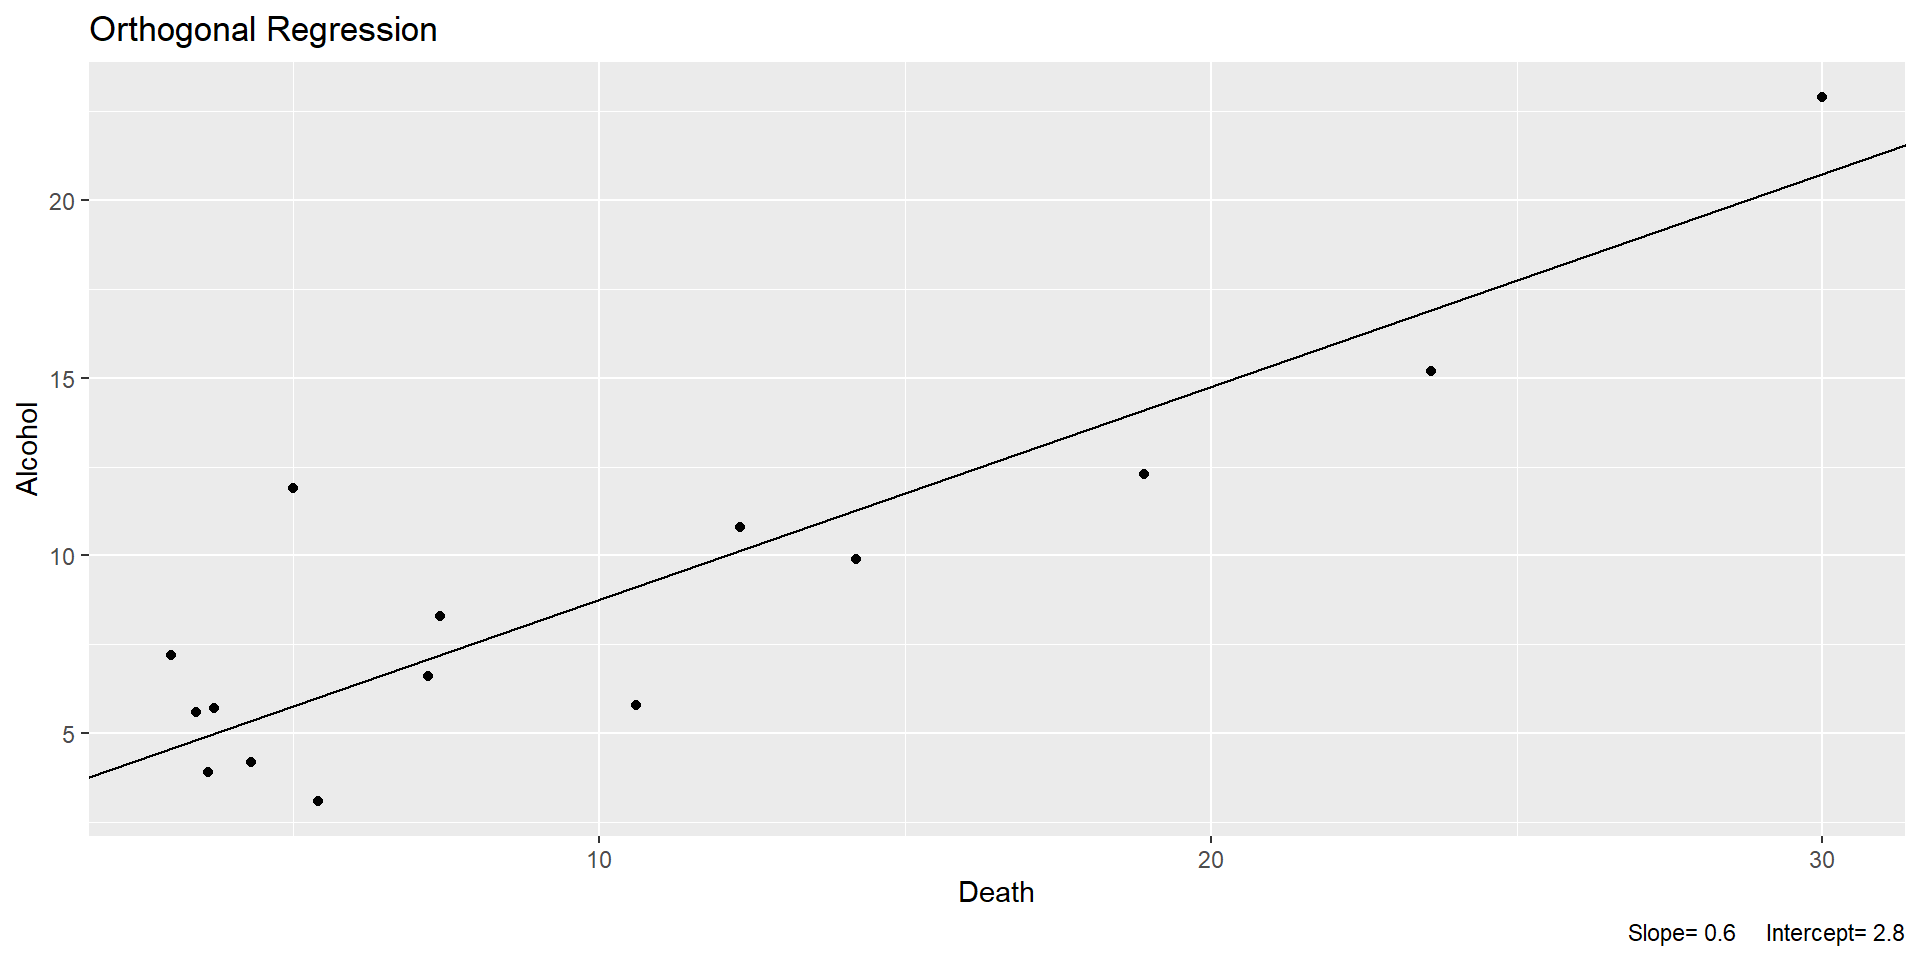 Orthogonal Regression
20
15
10
5
Alcohol
10 20 30
Death
Slope= 0.6 Intercept= 2.8